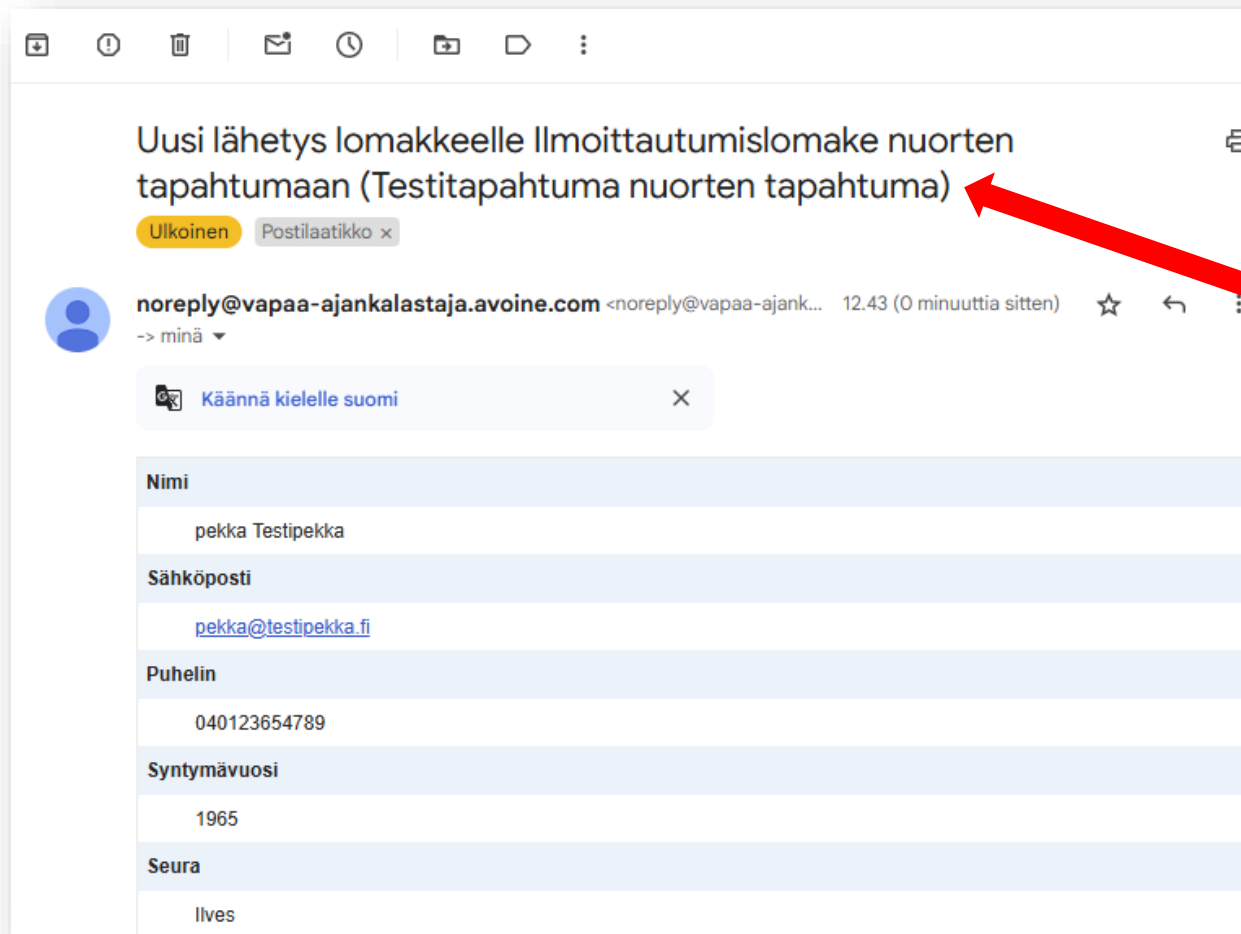 Uusi lähetys lomakkeelle Ilmoittautumislomake nuorten
tapahtumaan (Testitapahtuma nuorten tapahtuma)
Ulkoinen Postilaatikko ×
noreply@vapaa-ajankalastaja.avoine.com <noreply@vapaa-ajank... 12.43 (0 minuuttia sitten)
-> minä
Käännä kielelle suomi
Nimi
pekka Testipekka
Sähköposti
pekka@testipekka.fi
Puhelin
040123654789
Syntymävuosi
1965
Seura
Ilves